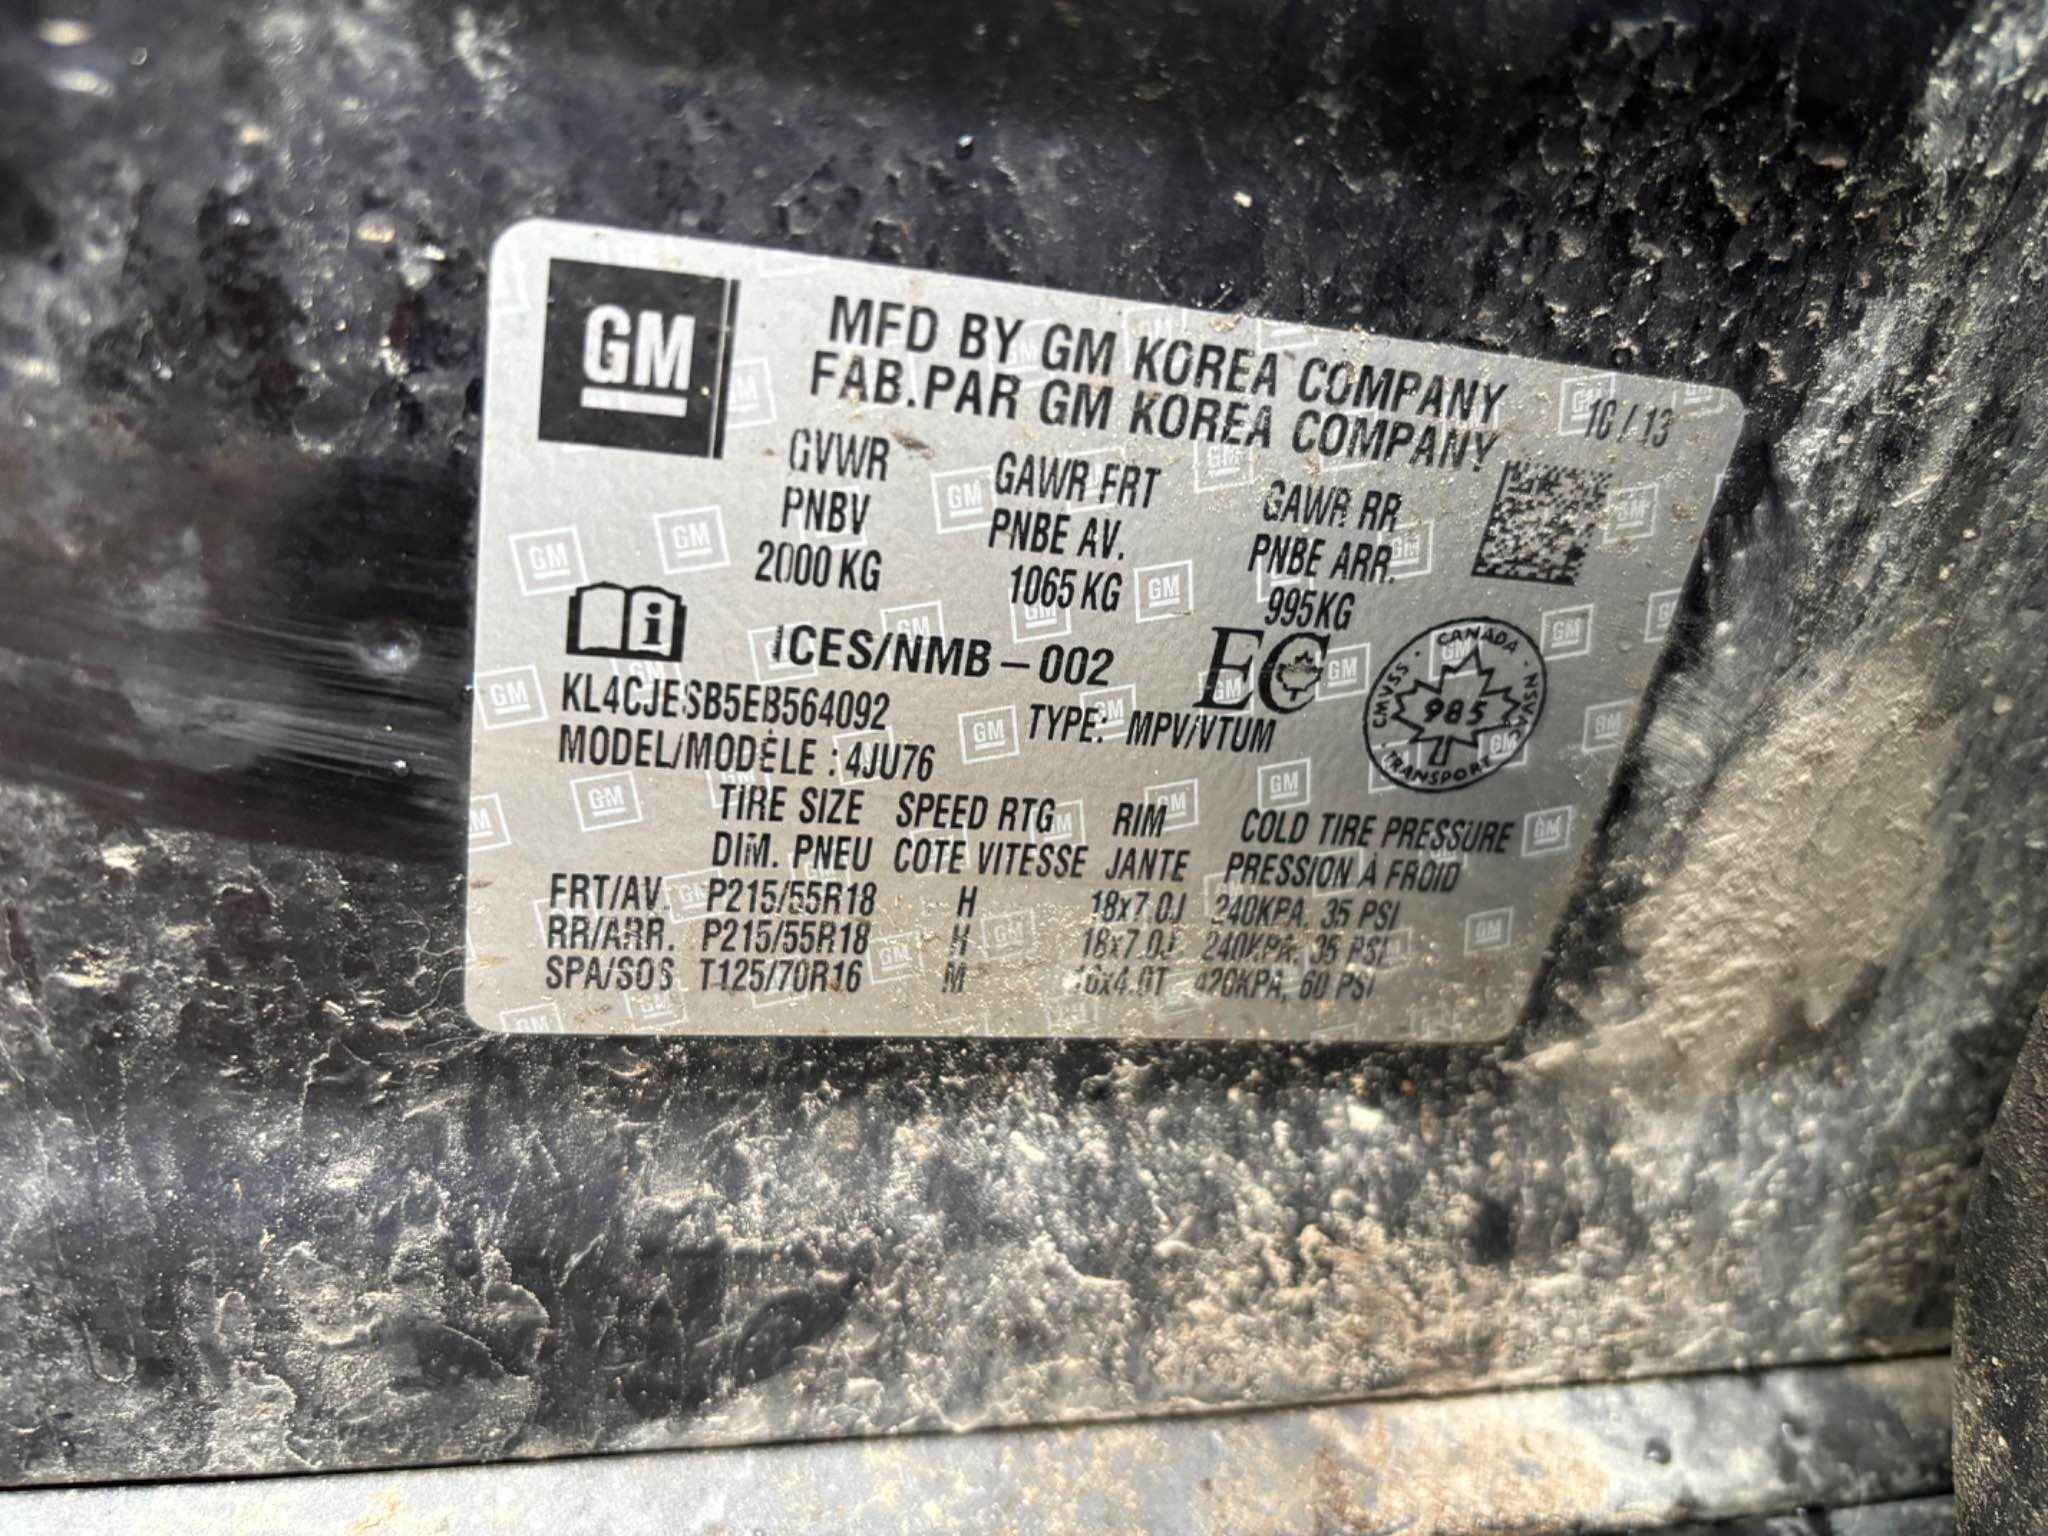 GM
MFD BY GM KOREA COMPANY
FAB.PAR GM KOREA COMPANY
10/13
GVWR GAWR FRT GAWR RR
PNBV PNBE AV. PNBE ARR.
2000 KG 1065 KG 995KG
ICES/NMB-002 EC
CMVSS · CANADA · NSVAC · TRANSPORT ·
985
KL4CJESB5EB564092 TYPE: MPV/VTUM
MODEL/MODÈLE : 4JU76
TIRE SIZE SPEED RTG RIM COLD TIRE PRESSURE
DIM. PNEU COTE VITESSE JANTE PRESSION À FROID
FRT/AV. P215/55R18 H 18x7.0J 240KPA, 35 PSI
RR/ARR. P215/55R18 H 18x7.0J 240KPA, 35 PSI
SPA/SOS T125/70R16 M 16x4.0T 420KPA, 60 PSI